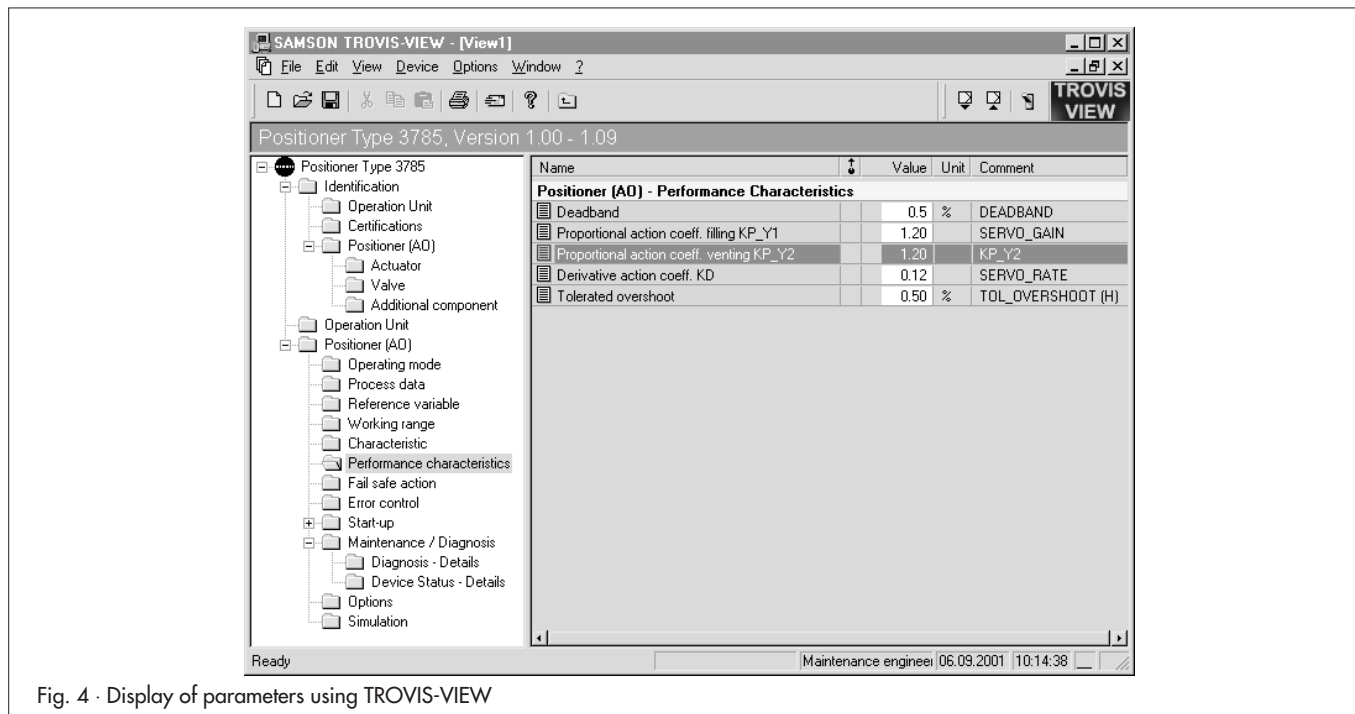 SAMSON TROVIS-VIEW - [View1]
File Edit View Device Options Window ?
TROVIS
VIEW
Positioner Type 3785, Version 1.00 - 1.09
Positioner Type 3785
Identification
Operation Unit
Certifications
Positioner (AO)
Actuator
Valve
Additional component
Operation Unit
Positioner (AO)
Operating mode
Process data
Reference variable
Working range
Characteristic
Performance characteristics
Fail safe action
Error control
Start-up
Maintenance / Diagnosis
Diagnosis - Details
Device Status - Details
Options
Simulation
Name Value Unit Comment
Positioner (AO) - Performance Characteristics
Deadband 0.5 % DEADBAND
Proportional action coeff. filling KP_Y1 1.20 SERVO_GAIN
Proportional action coeff. venting KP_Y2 1.20 KP_Y2
Derivative action coeff. KD 0.12 SERVO_RATE
Tolerated overshoot 0.50 % TOL_OVERSHOOT (H)
Ready Maintenance engineer 06.09.2001 10:14:38
Fig. 4 · Display of parameters using TROVIS-VIEW